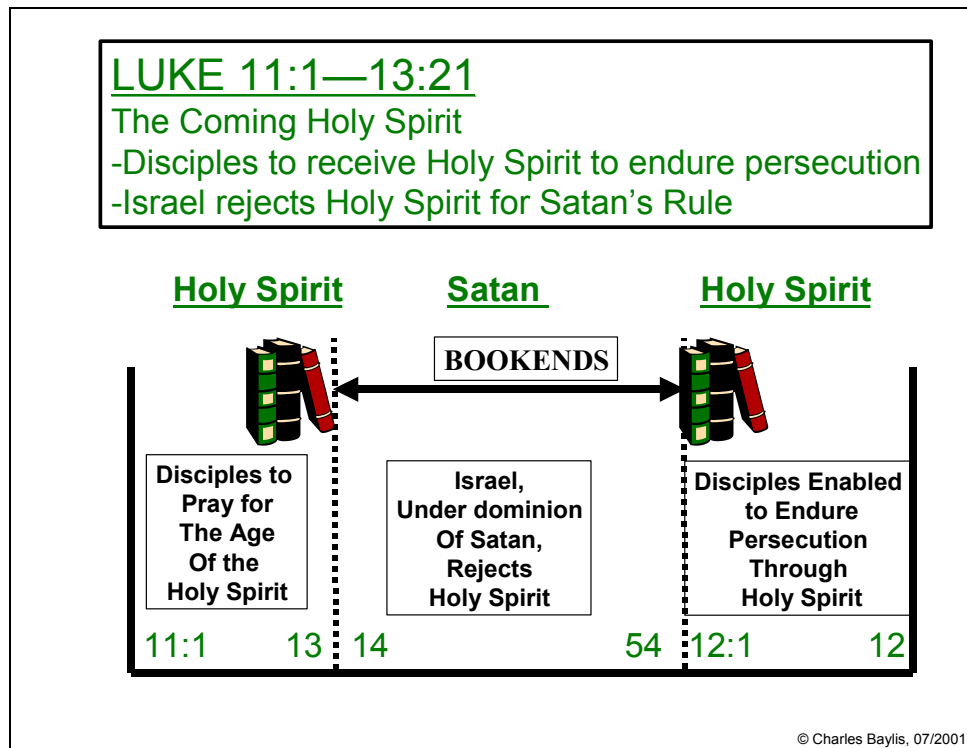 LUKE 11:1—13:21
The Coming Holy Spirit
-Disciples to receive Holy Spirit to endure persecution
-Israel rejects Holy Spirit for Satan's Rule
Holy Spirit Satan Holy Spirit
BOOKENDS
Disciples to
Pray for
The Age
Of the
Holy Spirit
Israel,
Under dominion
Of Satan,
Rejects
Holy Spirit
Disciples Enabled
to Endure
Persecution
Through
Holy Spirit
11:1 13 14 54 12:1 12
© Charles Baylis, 07/2001